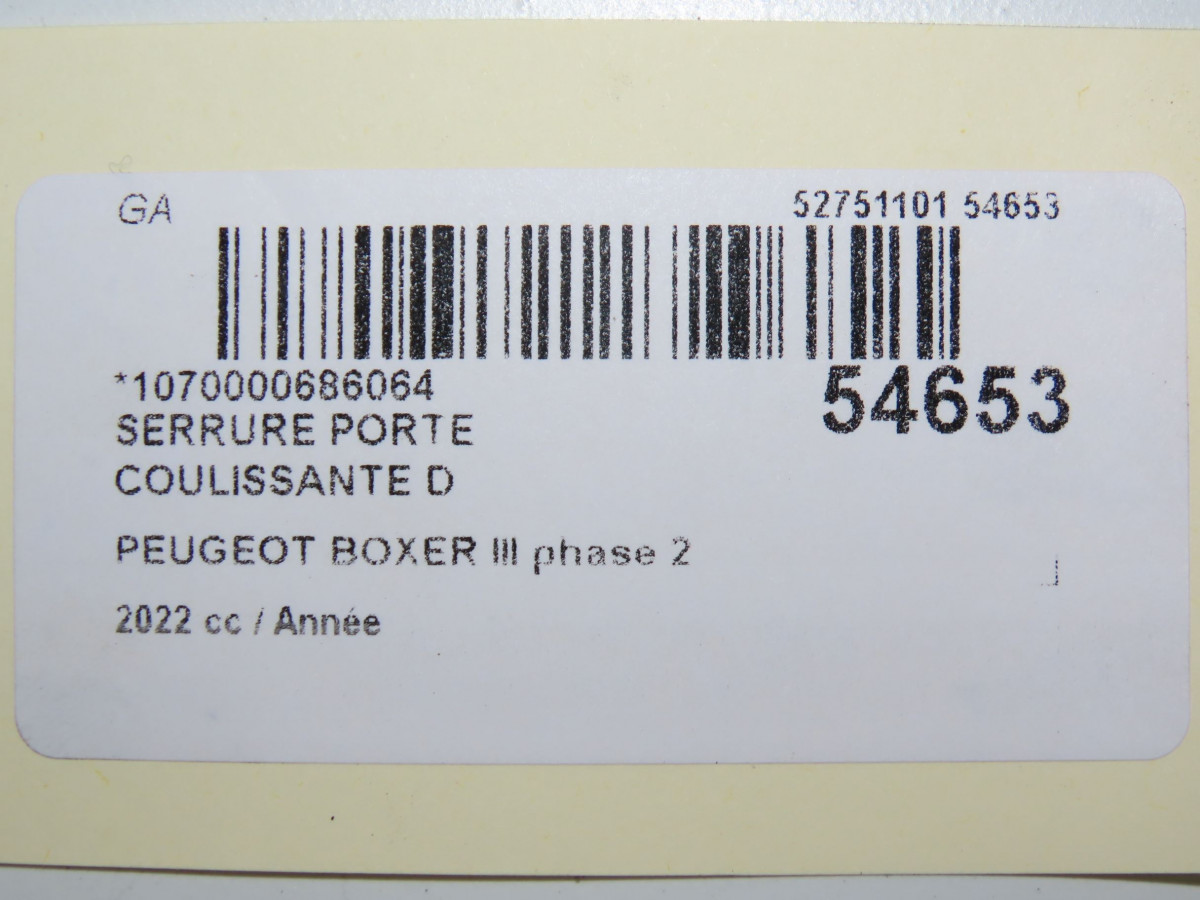 GA 52751101 54653
*1070000686064 54653
SERRURE PORTE
COULISSANTE D
PEUGEOT BOXER III phase 2
2022 cc / Année